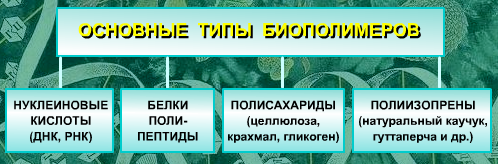 ОСНОВНЫЕ ТИПЫ БИОПОЛИМЕРОВ
НУКЛЕИНОВЫЕ
КИСЛОТЫ
(ДНК, РНК)
БЕЛКИ
ПОЛИ-
ПЕПТИДЫ
ПОЛИСАХАРИДЫ
(целлюлоза,
крахмал, гликоген)
ПОЛИИЗОПРЕНЫ
(натуральный каучук,
гуттаперча и др.)